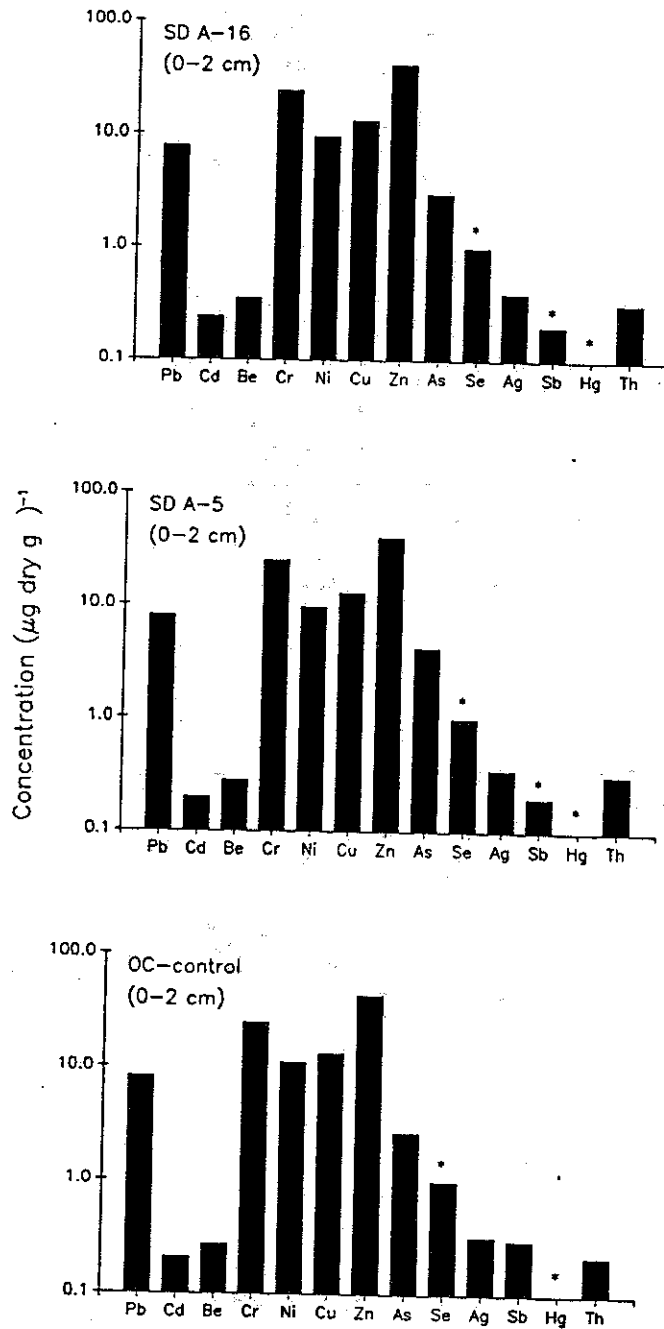 Concentration (μg dry g )⁻¹
SD A-16
(0-2 cm)
100.0
10.0
1.0
0.1
* * *
Pb Cd Be Cr Ni Cu Zn As Se Ag Sb Hg Th
SD A-5
(0-2 cm)
100.0
10.0
1.0
0.1
* * *
Pb Cd Be Cr Ni Cu Zn As Se Ag Sb Hg Th
OC-control
(0-2 cm)
100.0
10.0
1.0
0.1
* *
Pb Cd Be Cr Ni Cu Zn As Se Ag Sb Hg Th